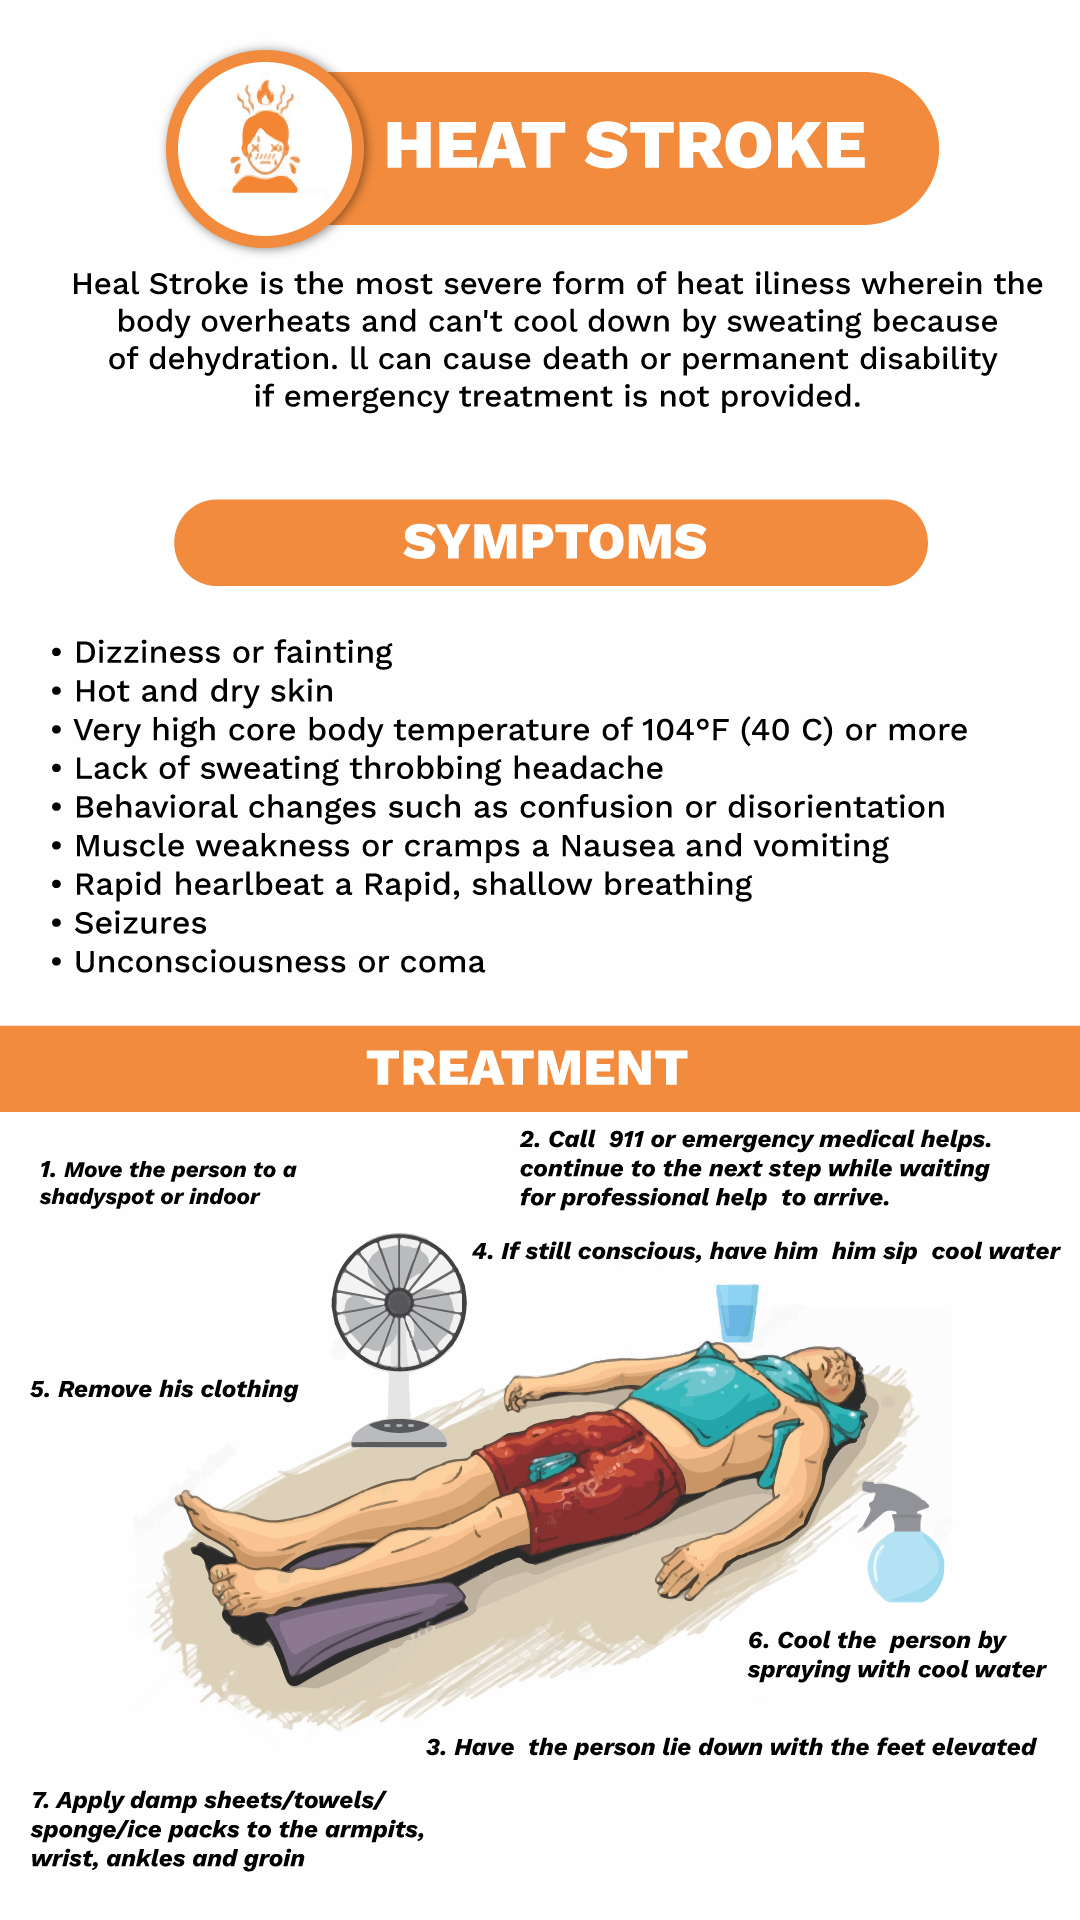 HEAT STROKE
Heal Stroke is the most severe form of heat iliness wherein the
body overheats and can't cool down by sweating because
of dehydration. ll can cause death or permanent disability
if emergency treatment is not provided.
SYMPTOMS
• Dizziness or fainting
• Hot and dry skin
• Very high core body temperature of 104°F (40 C) or more
• Lack of sweating throbbing headache
• Behavioral changes such as confusion or disorientation
• Muscle weakness or cramps a Nausea and vomiting
• Rapid hearlbeat a Rapid, shallow breathing
• Seizures
• Unconsciousness or coma
TREATMENT
1. Move the person to a
shadyspot or indoor
2. Call 911 or emergency medical helps.
continue to the next step while waiting
for professional help to arrive.
4. If still conscious, have him him sip cool water
5. Remove his clothing
6. Cool the person by
spraying with cool water
3. Have the person lie down with the feet elevated
7. Apply damp sheets/towels/
sponge/ice packs to the armpits,
wrist, ankles and groin